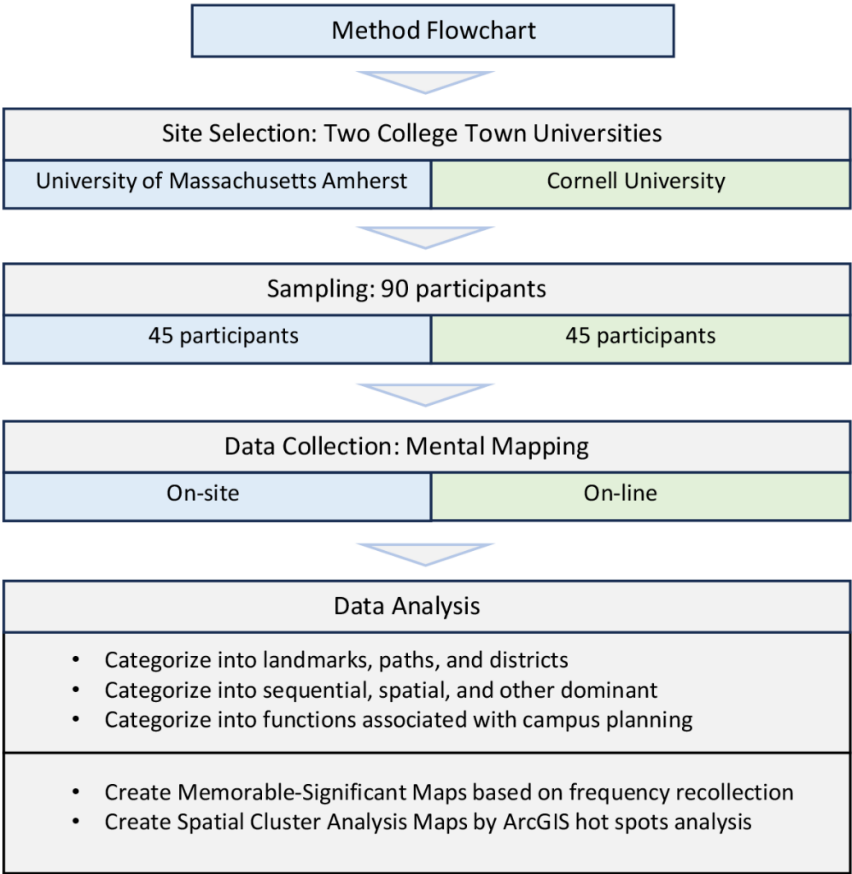 Method Flowchart
Site Selection: Two College Town Universities
University of Massachusetts Amherst
Cornell University
Sampling: 90 participants
45 participants
45 participants
Data Collection: Mental Mapping
On-site
On-line
Data Analysis
• Categorize into landmarks, paths, and districts
• Categorize into sequential, spatial, and other dominant
• Categorize into functions associated with campus planning
• Create Memorable-Significant Maps based on frequency recollection
• Create Spatial Cluster Analysis Maps by ArcGIS hot spots analysis